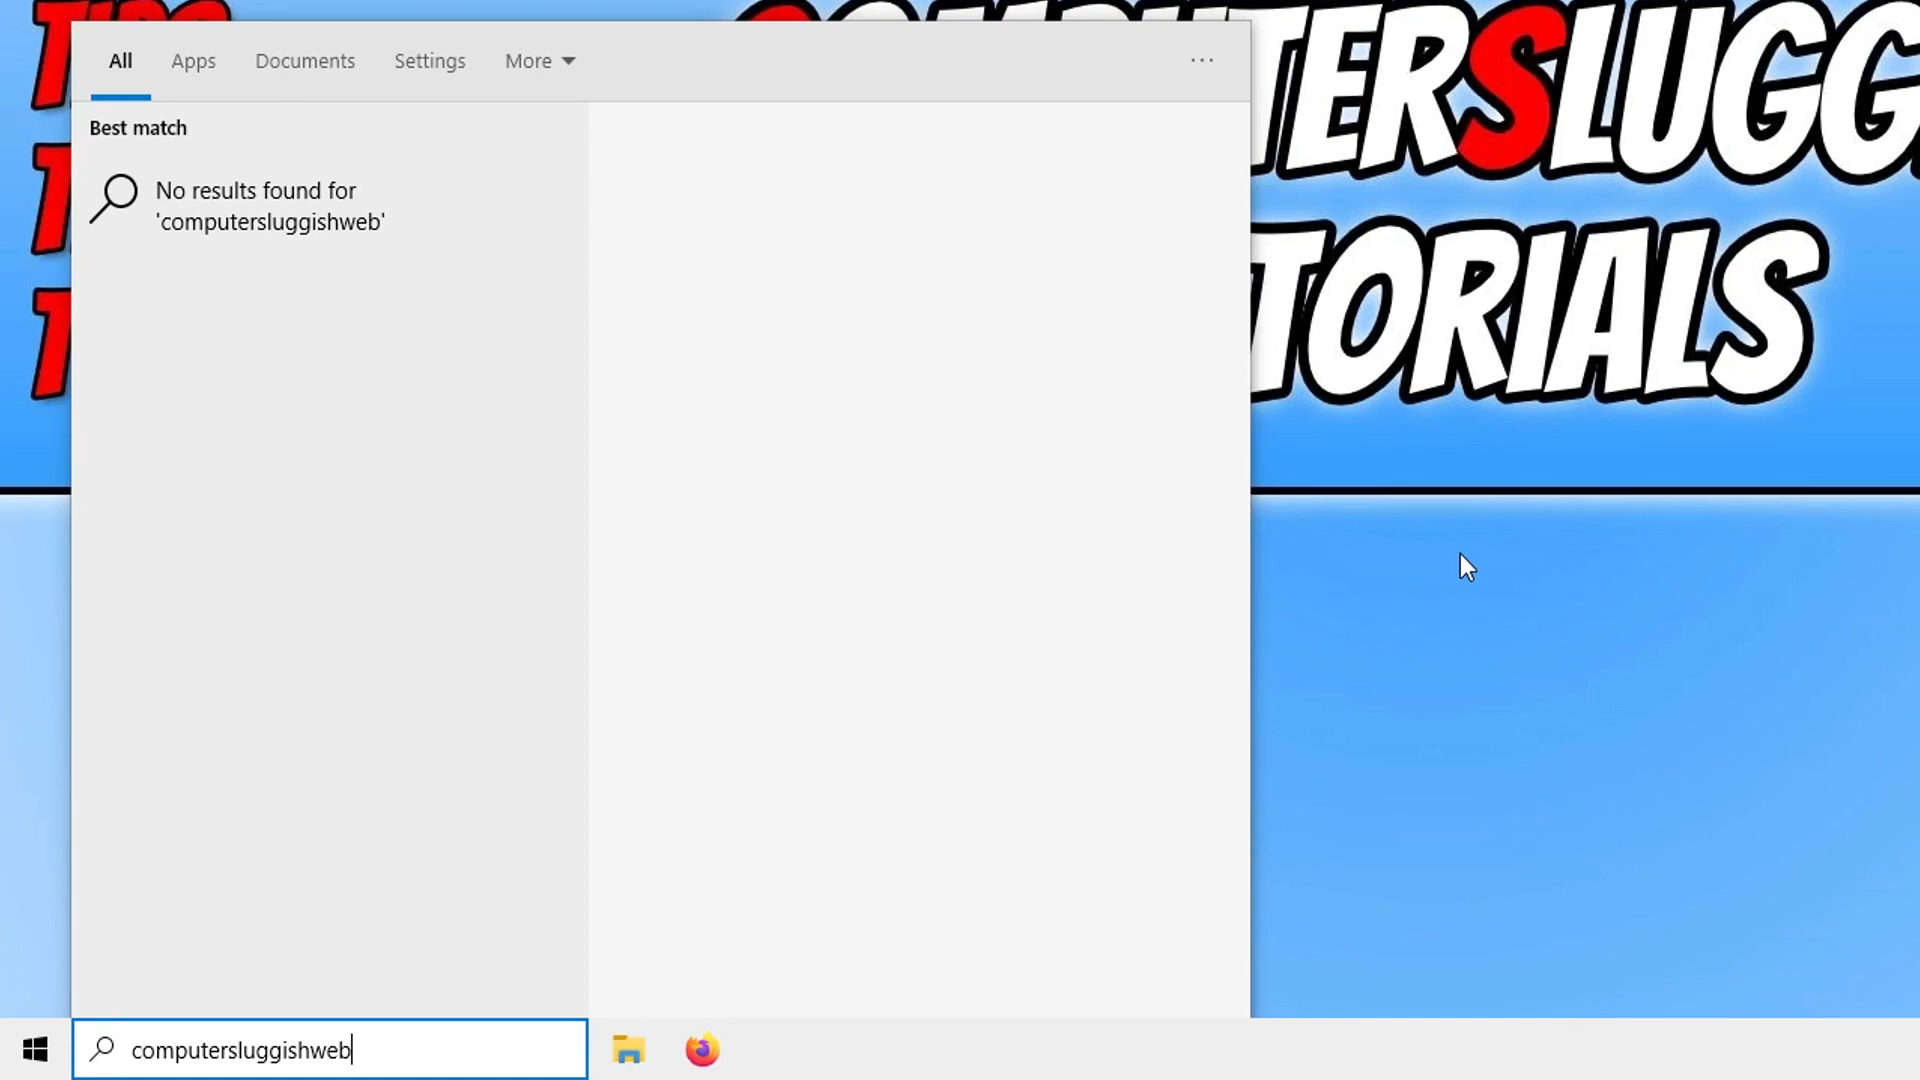 All Apps Documents Settings More ...
Best match
No results found for
'computersluggishweb'
TERSLUGG
TORIALS
computersluggishweb